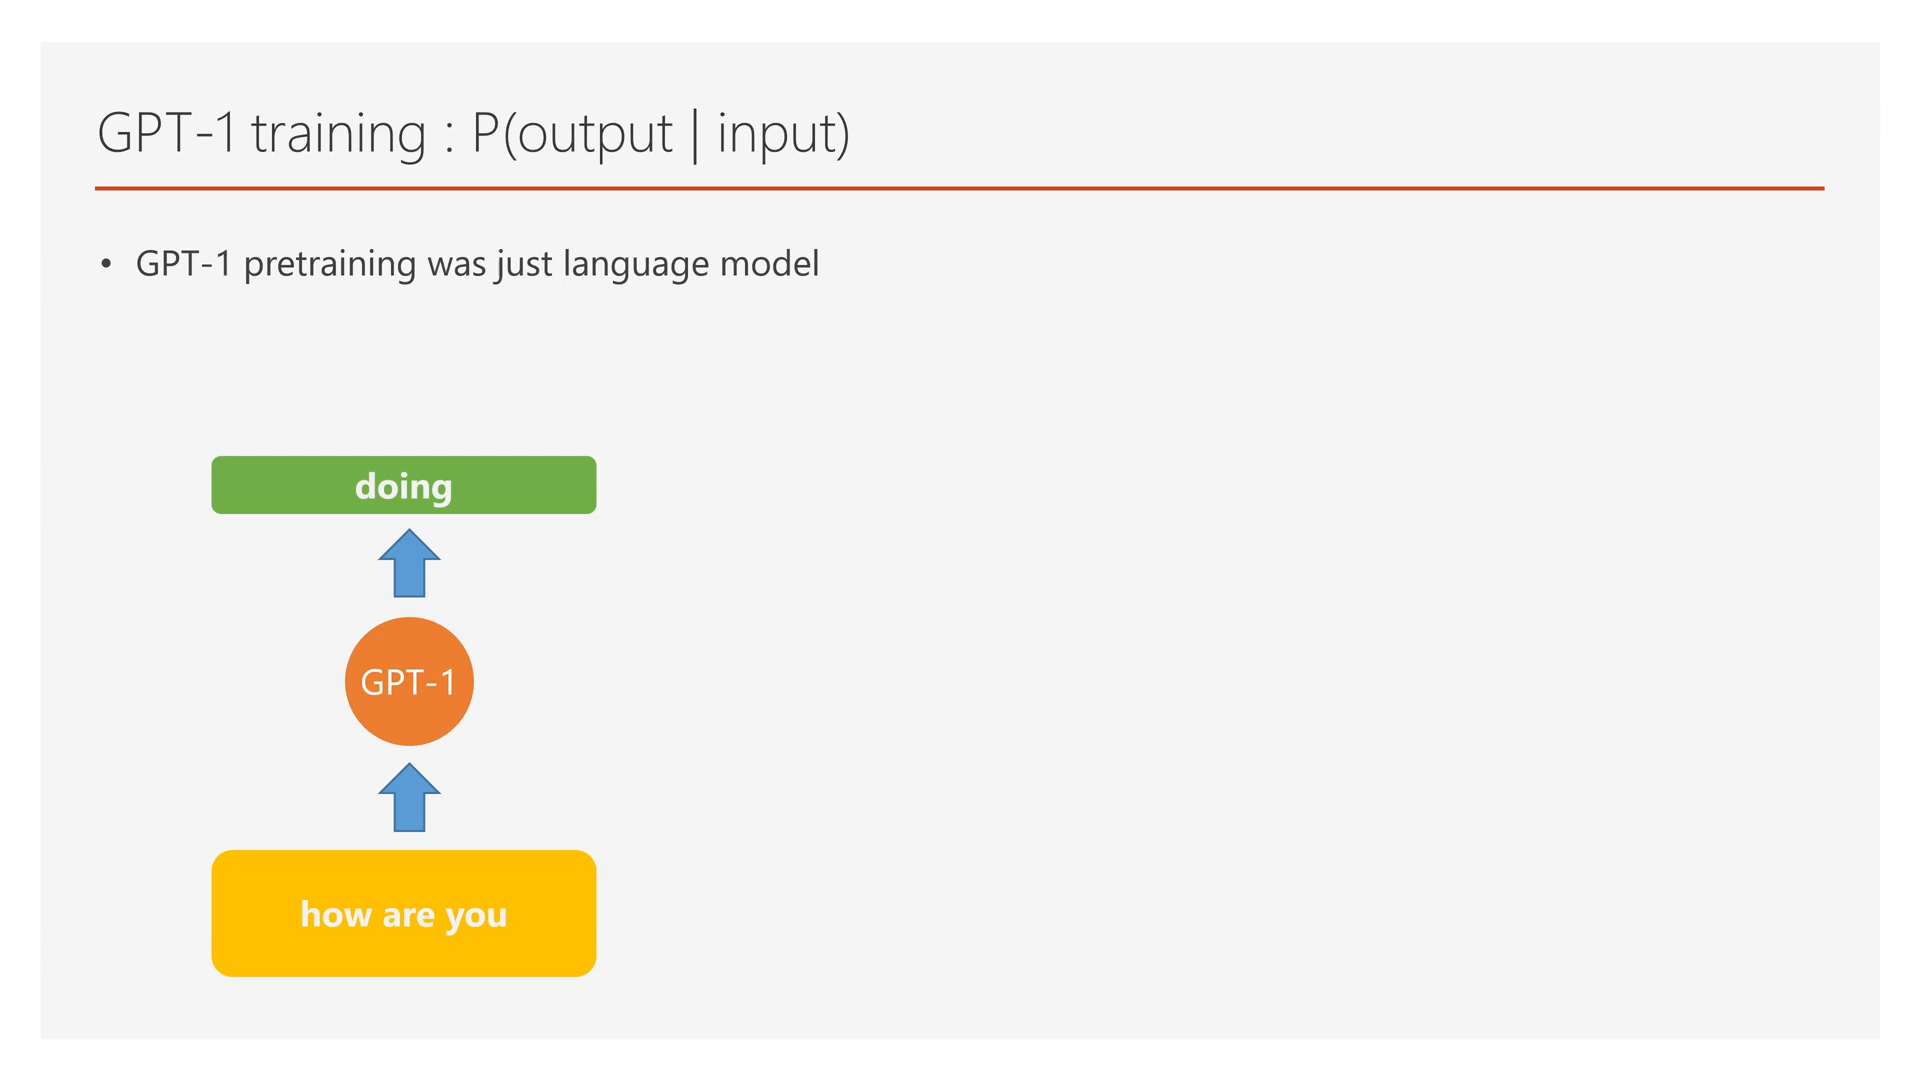 GPT-1 training : P(output | input)
• GPT-1 pretraining was just language model
doing
GPT-1
how are you